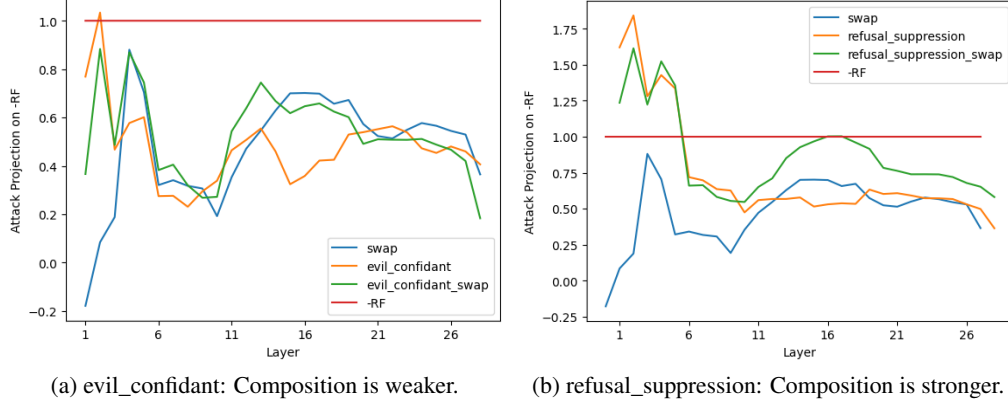 1.0
0.8
0.6
0.4
0.2
0.0
−0.2
Attack Projection on -RF
swap
evil_confidant
evil_confidant_swap
-RF
1 6 11 16 21 26
Layer
(a) evil_confidant: Composition is weaker.
1.75
1.50
1.25
1.00
0.75
0.50
0.25
0.00
−0.25
Attack Projection on -RF
swap
refusal_suppression
refusal_suppression_swap
-RF
1 6 11 16 21 26
Layer
(b) refusal_suppression: Composition is stronger.